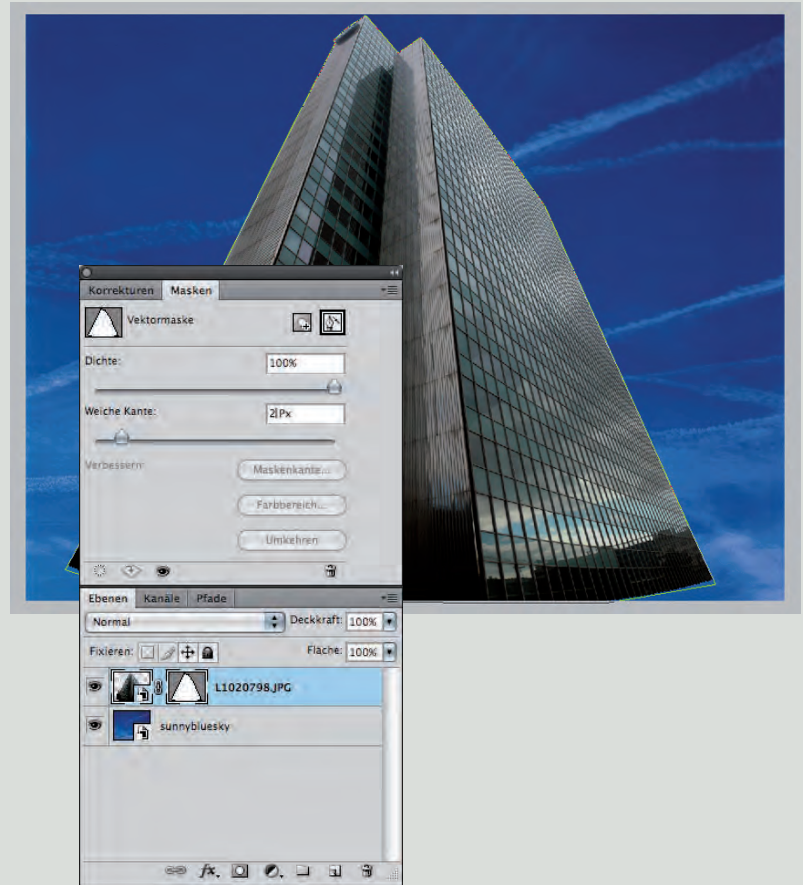 Korrekturen Masken
Vektormaske
Dichte: 100%
Weiche Kante: 2 Px
Verbessern: Maskenkante...
Farbbereich...
Umkehren
Ebenen Kanäle Pfade
Normal Deckkraft: 100%
Fixieren: Fläche: 100%
L1020798.JPG
sunnybluesky
fx.